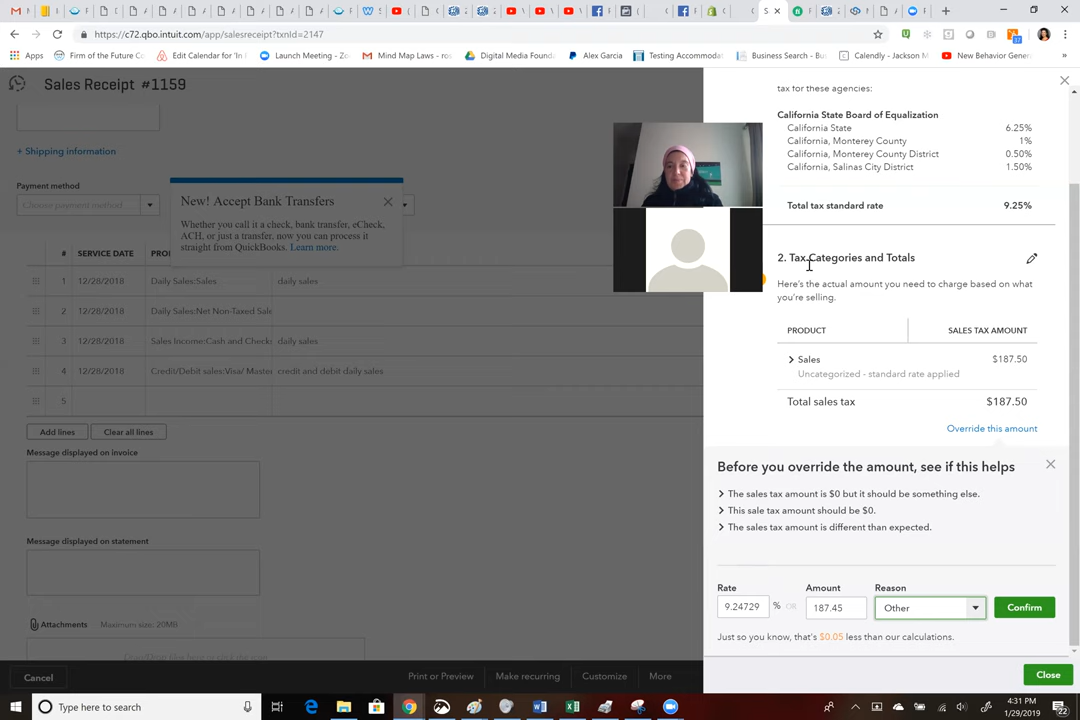 https://c72.qbo.intuit.com/app/salesreceipt?txnId=2147
Apps
Firm of the Future Co
Edit Calendar for 'In
Launch Meeting - Zo
Mind Map Laws - ros
Digital Media Found
Alex Garcia
Testing Accommodat
Business Search - Bu
Calendly - Jackson M
New Behavior Gener
Sales Receipt #1159
+ Shipping information
Payment method
Choose payment method
New! Accept Bank Transfers
Whether you call it a check, bank transfer, eCheck,
ACH, or just a transfer, now you can process it
straight from QuickBooks. Learn more.
# SERVICE DATE
1 12/28/2018 Daily Sales:Sales daily sales
2 12/28/2018 Daily Sales:Net Non-Taxed Sale
3 12/28/2018 Sales Income:Cash and Check daily sales
4 12/28/2018 Credit/Debit sales:Visa/ Master credit and debit daily sales
5
Add lines Clear all lines
Message displayed on invoice
Message displayed on statement
Attachments Maximum size: 20MB
Drag/Drop files here or click the icon
Cancel Print or Preview Make recurring Customize More
tax for these agencies:
California State Board of Equalization
California State 6.25%
California, Monterey County 1%
California, Monterey County District 0.50%
California, Salinas City District 1.50%
Total tax standard rate 9.25%
2. Tax Categories and Totals
Here's the actual amount you need to charge based on what
you're selling.
PRODUCT SALES TAX AMOUNT
Sales $187.50
Uncategorized - standard rate applied
Total sales tax $187.50
Override this amount
Before you override the amount, see if this helps
The sales tax amount is $0 but it should be something else.
This sale tax amount should be $0.
The sales tax amount is different than expected.
Rate Amount Reason
9.24729 % OR 187.45 Other Confirm
Just so you know, that's $0.05 less than our calculations.
Close
Type here to search
4:31 PM
1/29/2019
22